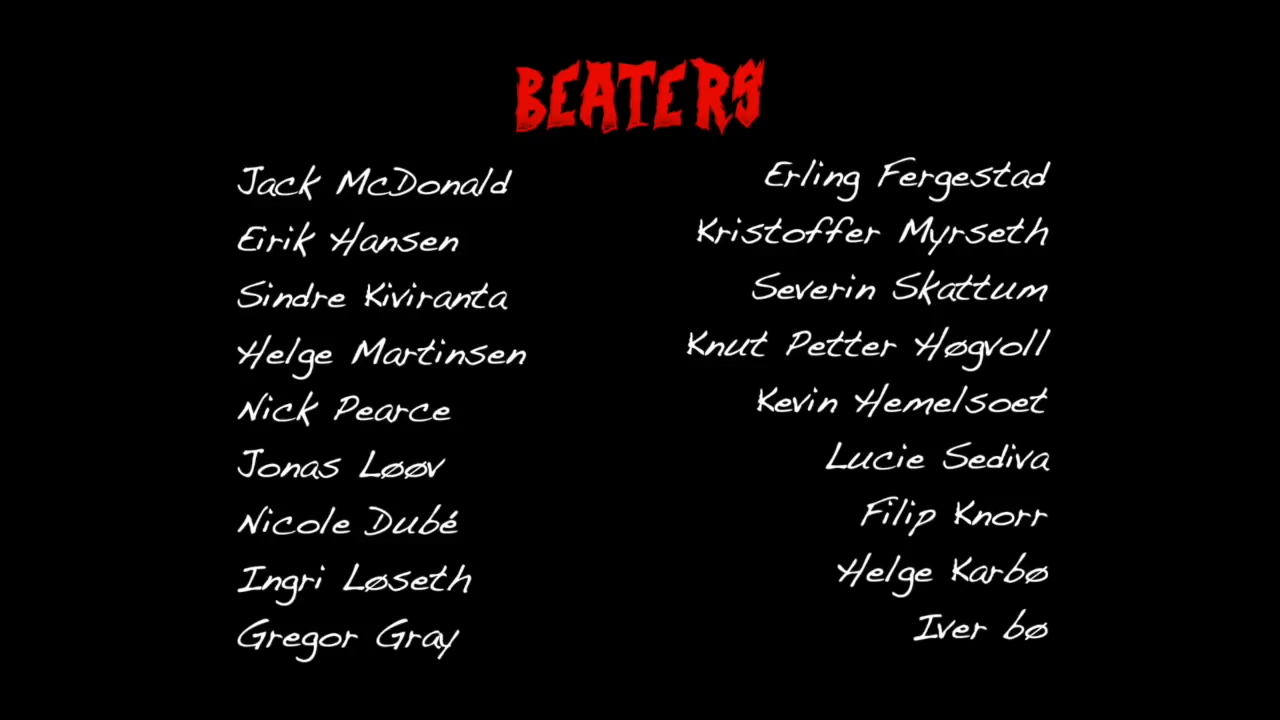 BEATERS
Jack McDonald
Eirik Hansen
Sindre Kiviranta
Helge Martinsen
Nick Pearce
Jonas Løøv
Nicole Dubé
Ingri Løseth
Gregor Gray
Erling Fergestad
Kristoffer Myrseth
Severin Skattum
Knut Petter Høgvoll
Kevin Hemelsoet
Lucie Sediva
Filip Knorr
Helge Karbø
Iver bø